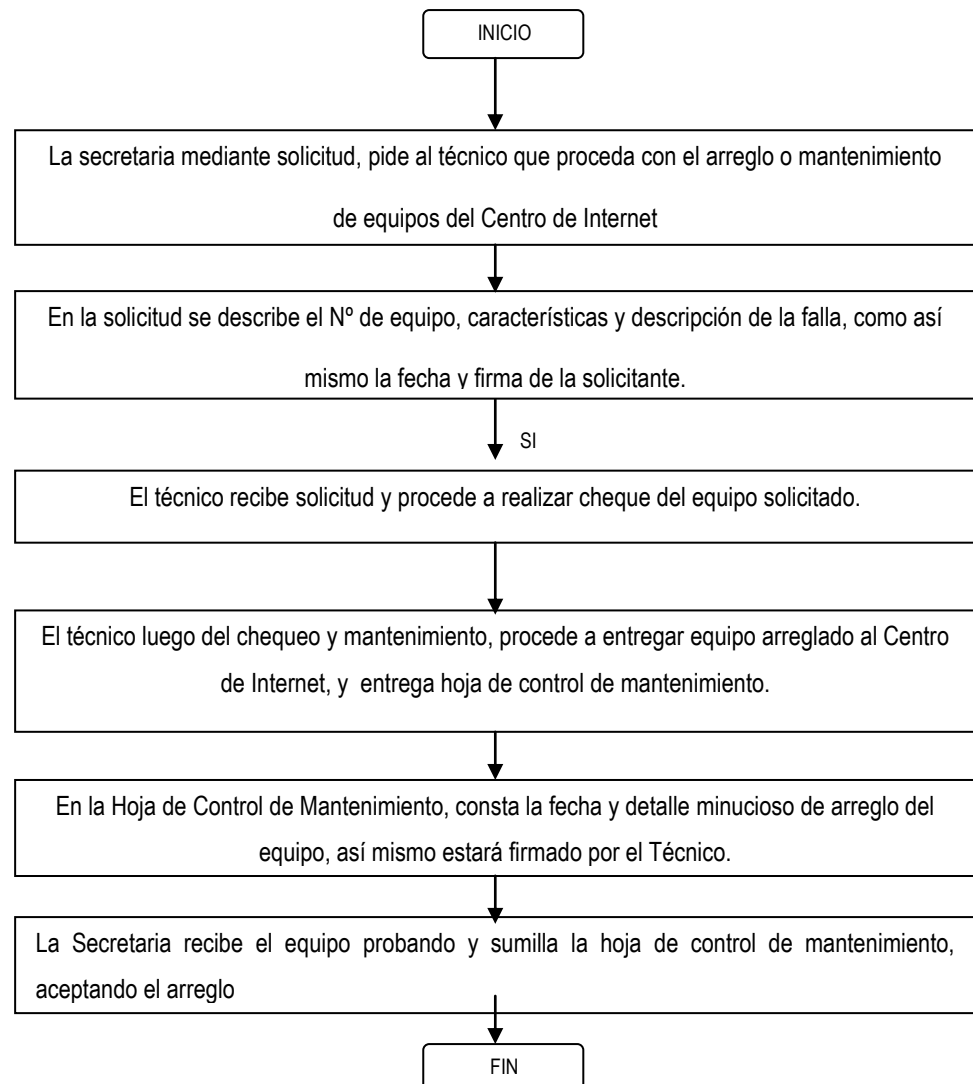 INICIO
La secretaria mediante solicitud, pide al técnico que proceda con el arreglo o mantenimiento
de equipos del Centro de Internet
En la solicitud se describe el Nº de equipo, características y descripción de la falla, como así
mismo la fecha y firma de la solicitante.
SI
El técnico recibe solicitud y procede a realizar cheque del equipo solicitado.
El técnico luego del chequeo y mantenimiento, procede a entregar equipo arreglado al Centro
de Internet, y entrega hoja de control de mantenimiento.
En la Hoja de Control de Mantenimiento, consta la fecha y detalle minucioso de arreglo del
equipo, así mismo estará firmado por el Técnico.
La Secretaria recibe el equipo probando y sumilla la hoja de control de mantenimiento,
aceptando el arreglo
FIN